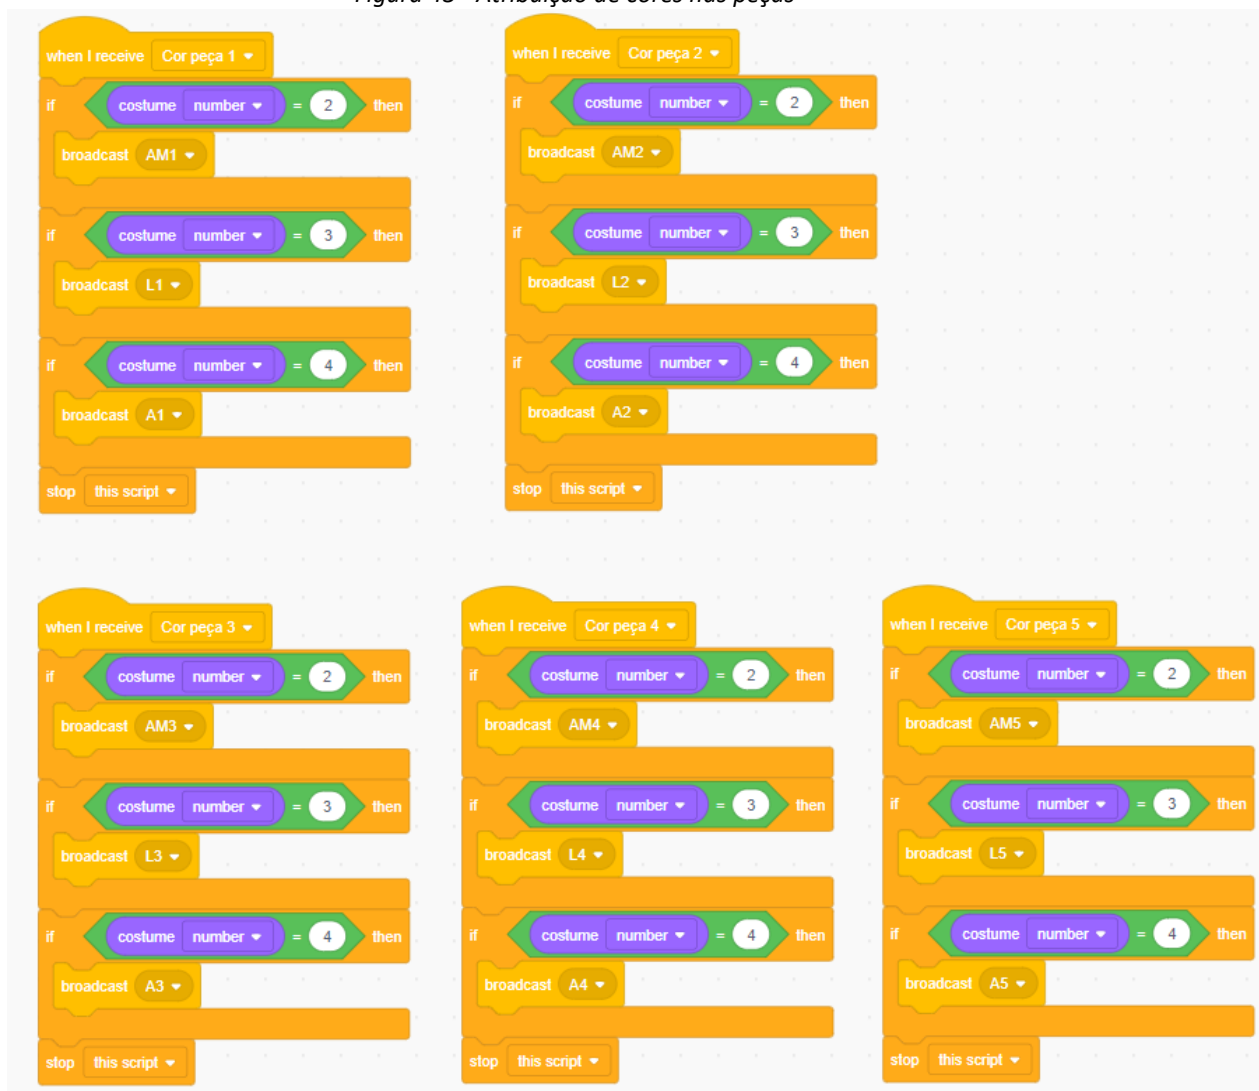 Figura 43 - Atribuição de cores nas peças
when I receive Cor peça 1
if costume number = 2 then
broadcast AM1
if costume number = 3 then
broadcast L1
if costume number = 4 then
broadcast A1
stop this script
when I receive Cor peça 2
if costume number = 2 then
broadcast AM2
if costume number = 3 then
broadcast L2
if costume number = 4 then
broadcast A2
stop this script
when I receive Cor peça 3
if costume number = 2 then
broadcast AM3
if costume number = 3 then
broadcast L3
if costume number = 4 then
broadcast A3
stop this script
when I receive Cor peça 4
if costume number = 2 then
broadcast AM4
if costume number = 3 then
broadcast L4
if costume number = 4 then
broadcast A4
stop this script
when I receive Cor peça 5
if costume number = 2 then
broadcast AM5
if costume number = 3 then
broadcast L5
if costume number = 4 then
broadcast A5
stop this script